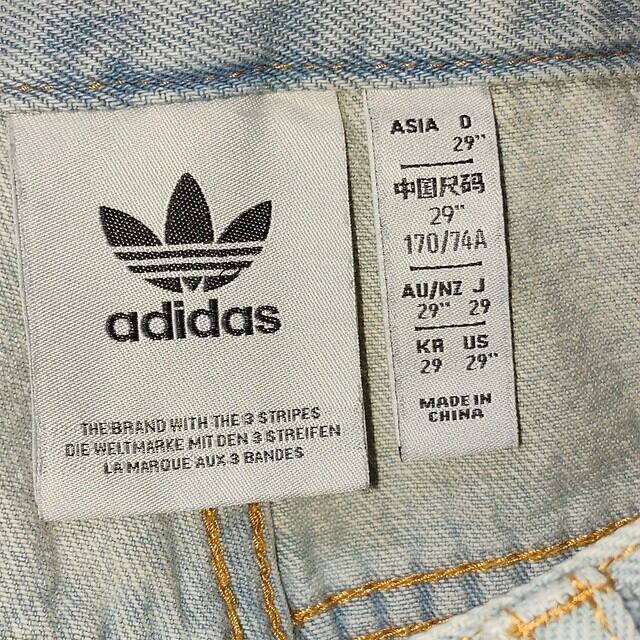 adidas
THE BRAND WITH THE 3 STRIPES
DIE WELTMARKE MIT DEN 3 STREIFEN
LA MARQUE AUX 3 BANDES
ASIA D
29"
中国尺码
29"
170/74A
AU/NZ J
29" 29
KR US
29 29"
MADE IN
CHINA